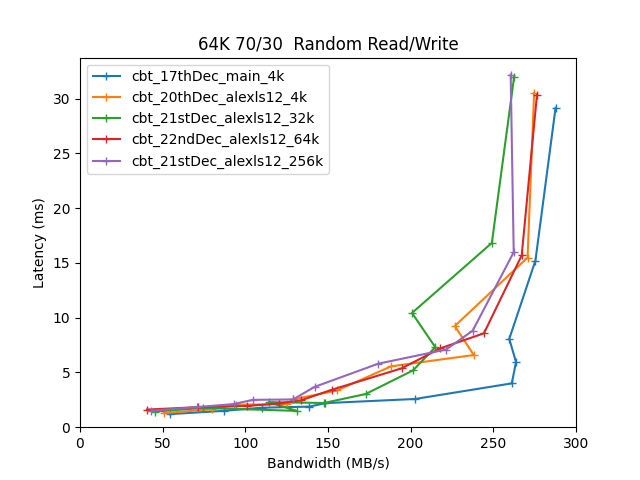 64K 70/30  Random Read/Write
cbt_17thDec_main_4k
cbt_20thDec_alexls12_4k
cbt_21stDec_alexls12_32k
cbt_22ndDec_alexls12_64k
cbt_21stDec_alexls12_256k
Latency (ms)
30
25
20
15
10
5
0
0 50 100 150 200 250 300
Bandwidth (MB/s)